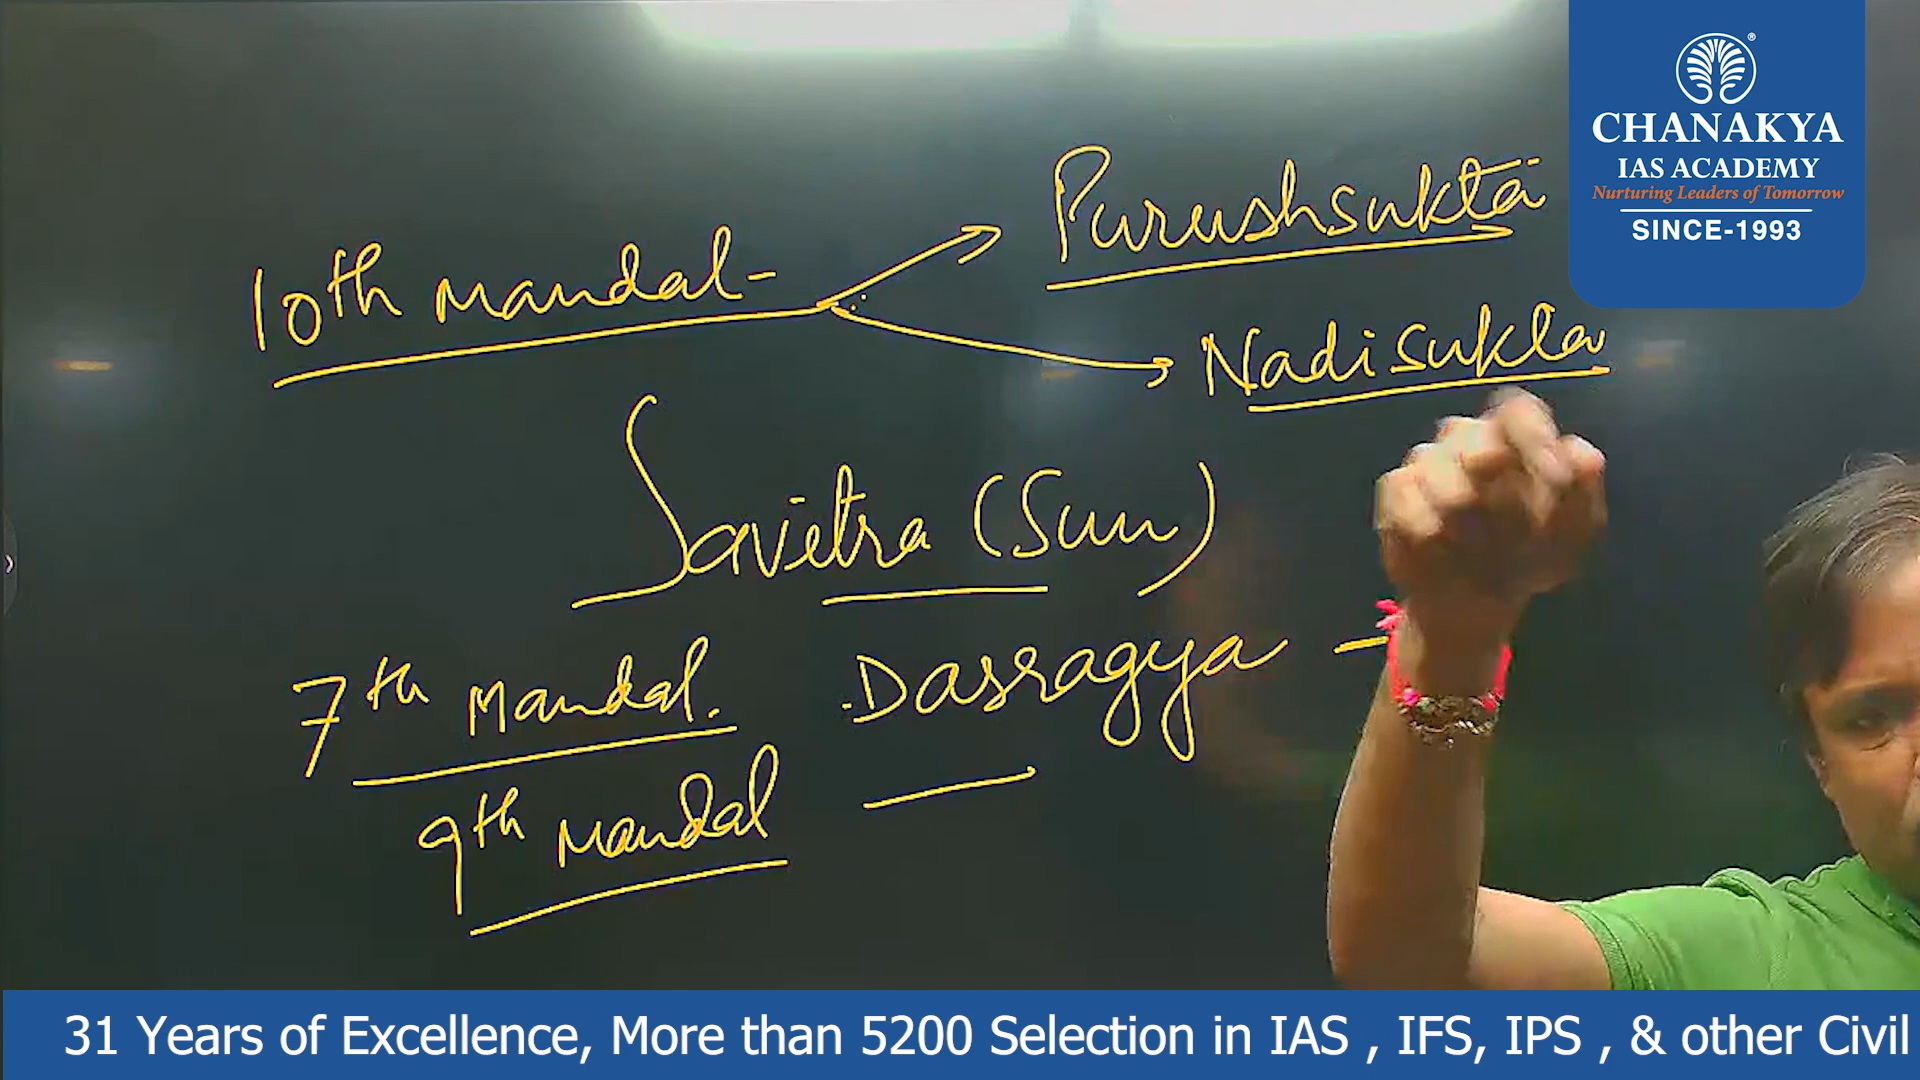 CHANAKYA
IAS ACADEMY
Nurturing Leaders of Tomorrow
SINCE-1993
10th Mandal - Purushsukta
Nadisukta
Savitra (Sun)
7th Mandal. Dasragya -
9th Mandal
31 Years of Excellence, More than 5200 Selection in IAS , IFS, IPS , & other Civil